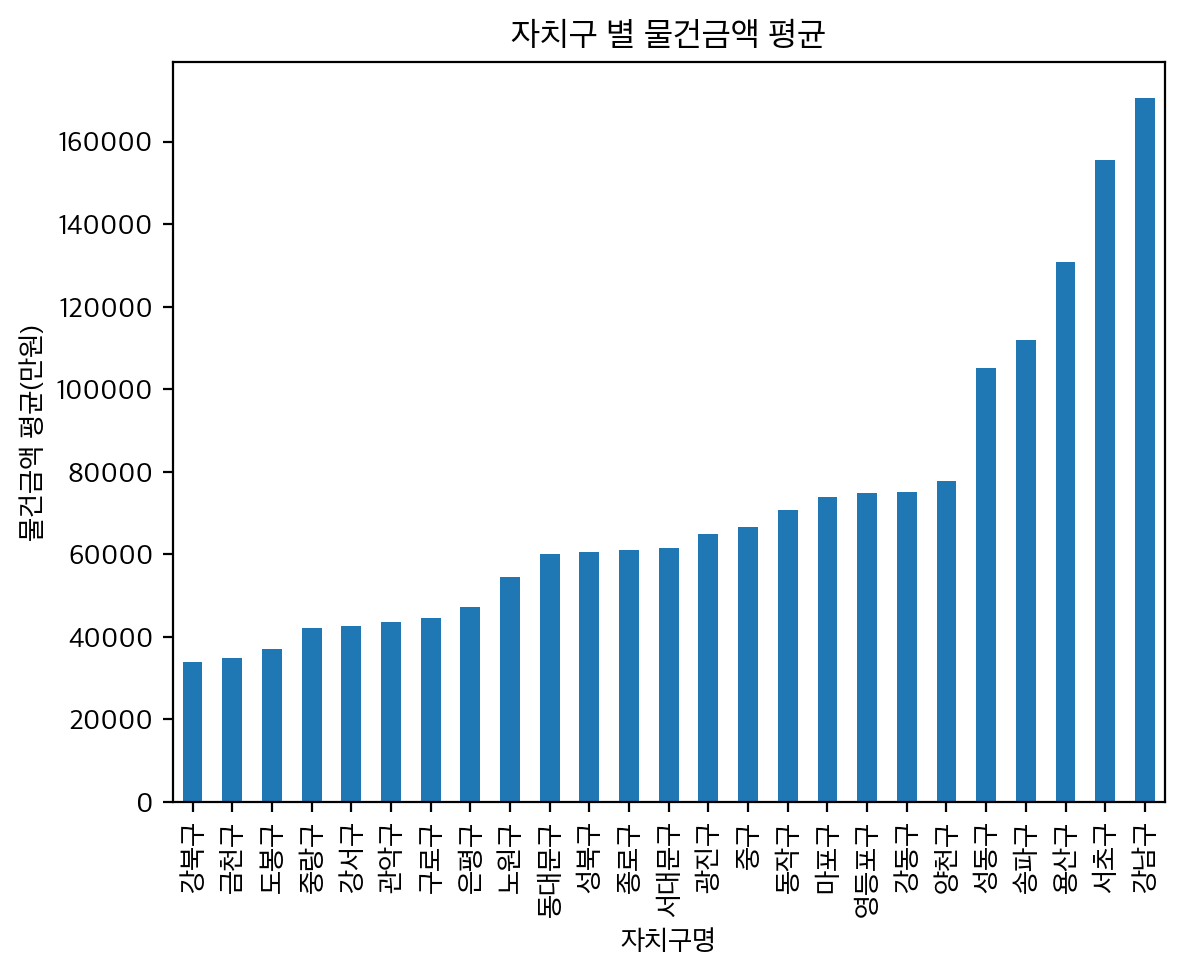 자치구 별 물건금액 평균
물건금액 평균(만원)
160000
140000
120000
100000
80000
60000
40000
20000
0
강북구
금천구
도봉구
중랑구
강서구
관악구
구로구
은평구
노원구
동대문구
성북구
종로구
서대문구
광진구
중구
동작구
마포구
영등포구
강동구
양천구
성동구
송파구
용산구
서초구
강남구
자치구명